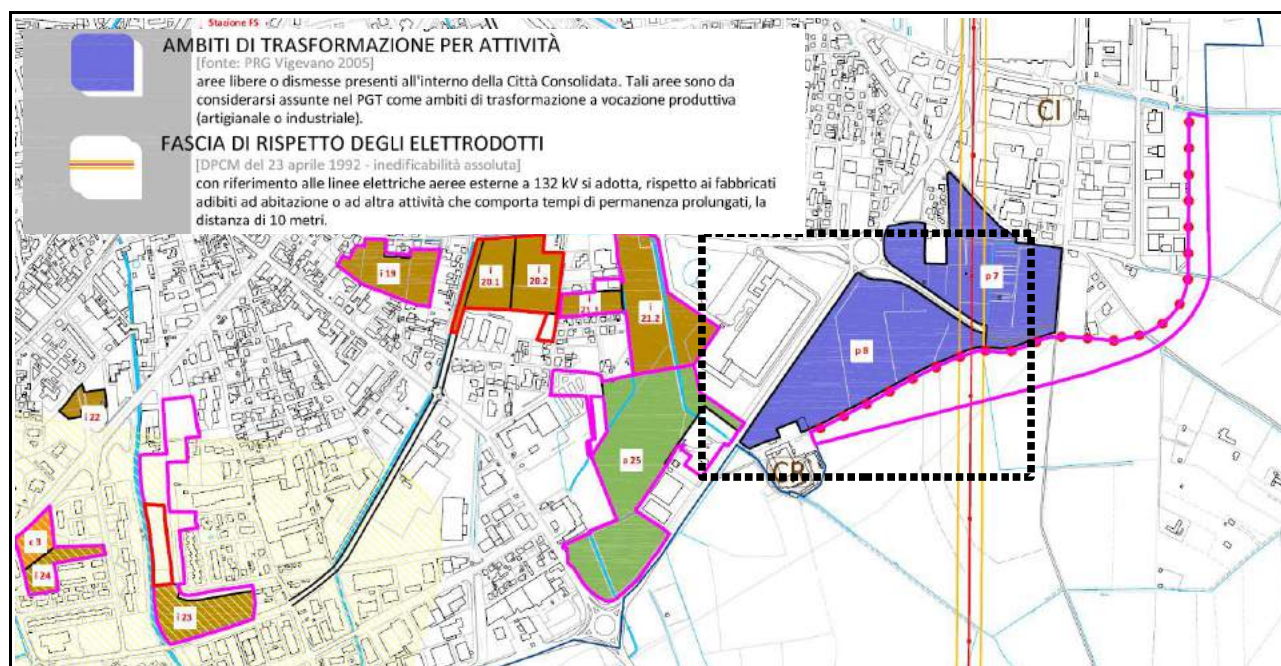 Stazione FS
AMBITI DI TRASFORMAZIONE PER ATTIVITÀ
[fonte: PRG Vigevano 2005]
aree libere o dismesse presenti all'interno della Città Consolidata. Tali aree sono da
considerarsi assunte nel PGT come ambiti di trasformazione a vocazione produttiva
(artigianale o industriale).
FASCIA DI RISPETTO DEGLI ELETTRODOTTI
[DPCM del 23 aprile 1992 - inedificabilità assoluta]
con riferimento alle linee elettriche aeree esterne a 132 kV si adotta, rispetto ai fabbricati
adibiti ad abitazione o ad altra attività che comporta tempi di permanenza prolungati, la
distanza di 10 metri.
CI
i 19
i
20.1
i
20.2
i
21.1
i
21.2
p 7
p 8
i 22
a 25
CR
c 3
i 24
i 23